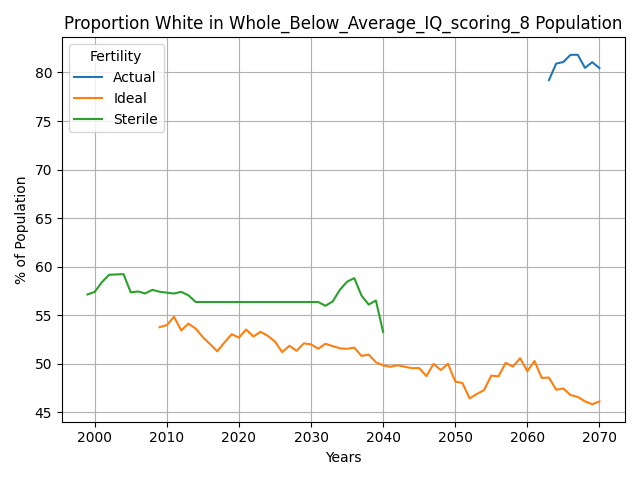 Proportion White in Whole_Below_Average_IQ_scoring_8 Population
Fertility
Actual
Ideal
Sterile
% of Population
80
75
70
65
60
55
50
45
2000 2010 2020 2030 2040 2050 2060 2070
Years